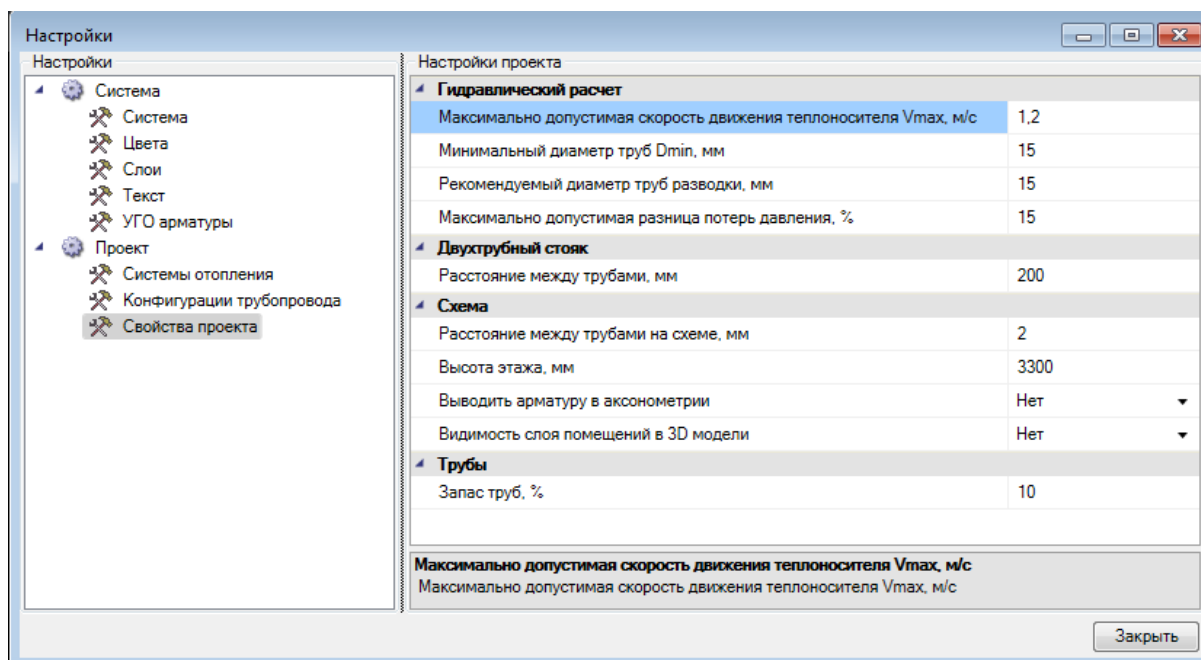 Настройки
Настройки
Система
Система
Цвета
Слои
Текст
УГО арматуры
Проект
Системы отопления
Конфигурации трубопровода
Свойства проекта
Настройки проекта
Гидравлический расчет
Максимально допустимая скорость движения теплоносителя Vmax, м/с 1,2
Минимальный диаметр труб Dmin, мм 15
Рекомендуемый диаметр труб разводки, мм 15
Максимально допустимая разница потерь давления, % 15
Двухтрубный стояк
Расстояние между трубами, мм 200
Схема
Расстояние между трубами на схеме, мм 2
Высота этажа, мм 3300
Выводить арматуру в аксонометрии Нет
Видимость слоя помещений в 3D модели Нет
Трубы
Запас труб, % 10
Максимально допустимая скорость движения теплоносителя Vmax, м/с
Максимально допустимая скорость движения теплоносителя Vmax, м/с
Закрыть